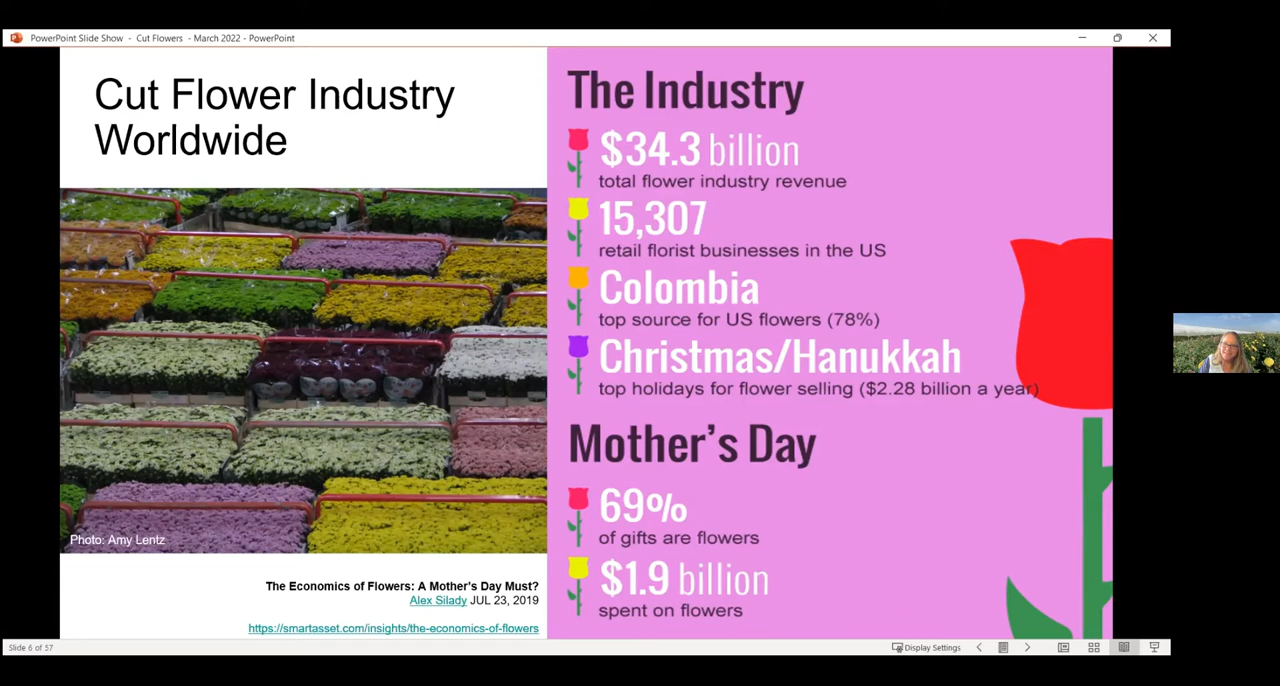 PowerPoint Slide Show - Cut Flowers - March 2022 - PowerPoint
Cut Flower Industry
Worldwide
Photo: Amy Lentz
The Economics of Flowers: A Mother's Day Must?
Alex Silady JUL 23, 2019
https://smartasset.com/insights/the-economics-of-flowers
The Industry
$34.3 billion
total flower industry revenue
15,307
retail florist businesses in the US
Colombia
top source for US flowers (78%)
Christmas/Hanukkah
top holidays for flower selling ($2.28 billion a year)
Mother's Day
69%
of gifts are flowers
$1.9 billion
spent on flowers
Slide 6 of 57
Display Settings